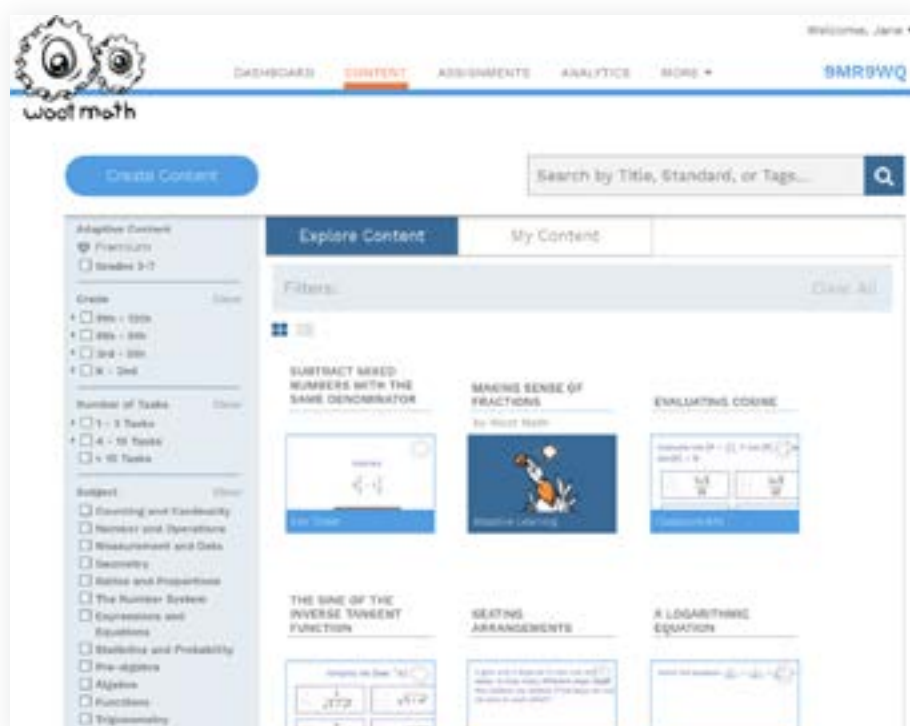 Welcome, Jane
woot math
DASHBOARD CONTENT ASSIGNMENTS ANALYTICS MORE
9MR9WQ
Create Content
Search by Title, Standard, or Tags...
Adaptive Content
Premium
Grades 3-7
Explore Content
My Content
Filters:
Clear All
Grade Clear
9th - 12th
6th - 8th
3rd - 5th
K - 2nd
Number of Tasks Clear
1 - 3 Tasks
4 - 10 Tasks
> 10 Tasks
Subject Clear
Counting and Cardinality
Number and Operations
Measurement and Data
Geometry
Ratios and Proportions
The Number System
Expressions and
Equations
Statistics and Probability
Pre-algebra
Algebra
Functions
Trigonometry
SUBTRACT MIXED
NUMBERS WITH THE
SAME DENOMINATOR
MAKING SENSE OF
FRACTIONS
by Woot Math
EVALUATING COSINE
Adaptive Learning
THE SINE OF THE
INVERSE TANGENT
FUNCTION
SEATING
ARRANGEMENTS
A LOGARITHMIC
EQUATION